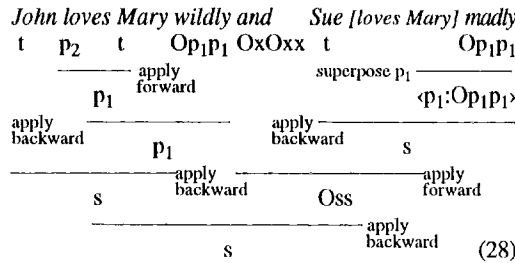 John loves Mary wildly and Sue [loves Mary] madly
t p₂ t Op₁p₁ OxOxx t Op₁p₁
apply forward superpose p₁
p₁ ‹p₁:Op₁p₁›
apply backward apply backward
p₁ s
apply backward apply forward
s Oss
apply backward
s (28)